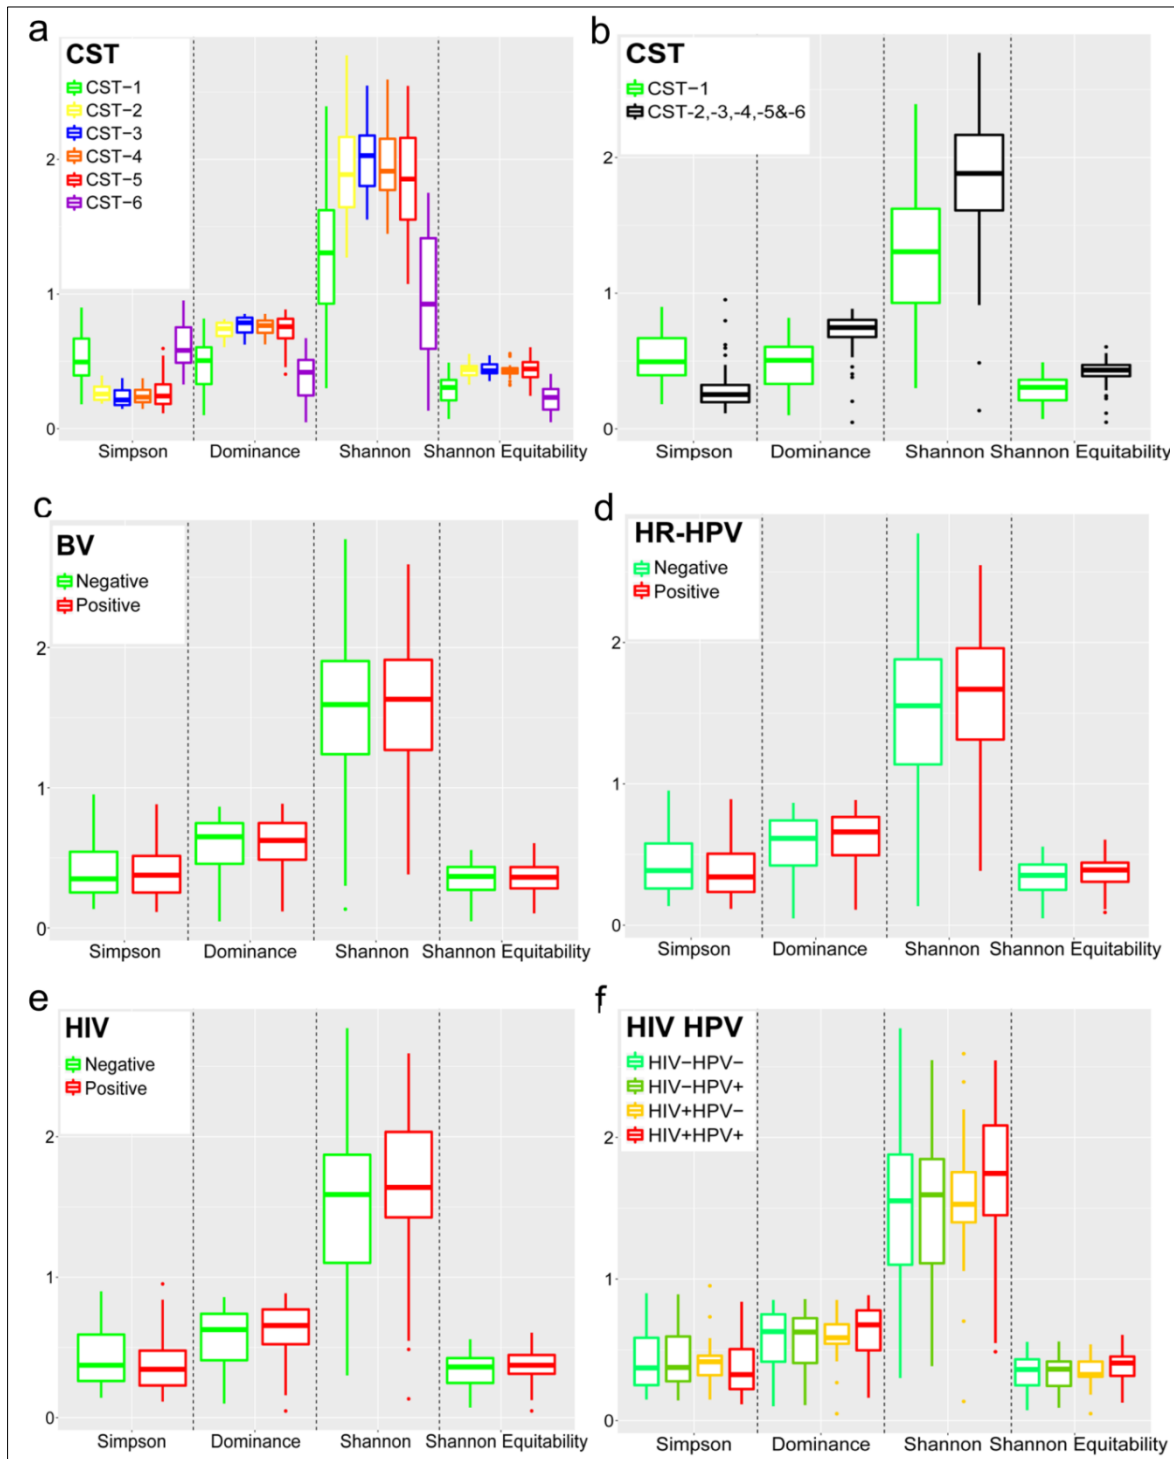 a
CST
CST-1
CST-2
CST-3
CST-4
CST-5
CST-6
2
1
0
Simpson Dominance Shannon Shannon Equitability
b
CST
CST-1
CST-2,-3,-4,-5&-6
2
1
0
Simpson Dominance Shannon Shannon Equitability
c
BV
Negative
Positive
2
1
0
Simpson Dominance Shannon Shannon Equitability
d
HR-HPV
Negative
Positive
2
1
0
Simpson Dominance Shannon Shannon Equitability
e
HIV
Negative
Positive
2
1
0
Simpson Dominance Shannon Shannon Equitability
f
HIV HPV
HIV-HPV-
HIV-HPV+
HIV+HPV-
HIV+HPV+
2
1
0
Simpson Dominance Shannon Shannon Equitability